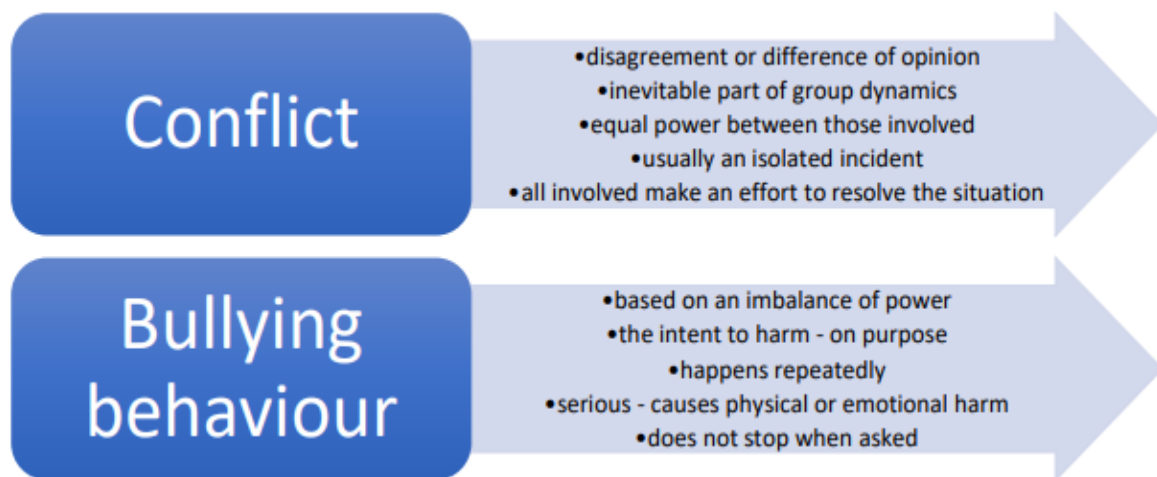 Conflict
•disagreement or difference of opinion
•inevitable part of group dynamics
•equal power between those involved
•usually an isolated incident
•all involved make an effort to resolve the situation
Bullying
behaviour
•based on an imbalance of power
•the intent to harm - on purpose
•happens repeatedly
•serious - causes physical or emotional harm
•does not stop when asked